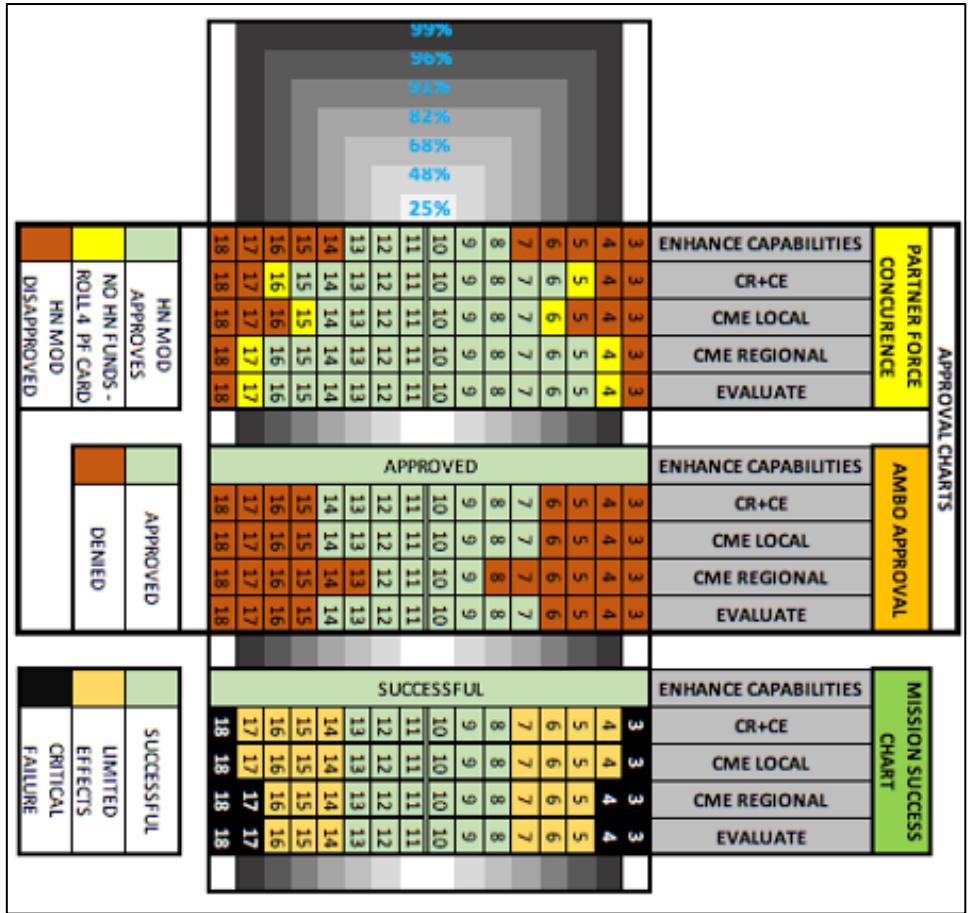 99%
96%
91%
82%
68%
48%
25%
APPROVAL CHARTS
PARTNER FORCE
CONCURENCE
ENHANCE CAPABILITIES
18 17 16 15 14 13 12 11 10 9 8 7 6 5 4 3
CR+CE
18 17 16 15 14 13 12 11 10 9 8 7 6 5 4 3
CME LOCAL
18 17 16 15 14 13 12 11 10 9 8 7 6 5 4 3
CME REGIONAL
18 17 16 15 14 13 12 11 10 9 8 7 6 5 4 3
EVALUATE
18 17 16 15 14 13 12 11 10 9 8 7 6 5 4 3
HN MOD
APPROVES
NO HN FUNDS -
ROLL 4 PF CARD
HN MOD
DISAPPROVED
AMBO APPROVAL
ENHANCE CAPABILITIES
APPROVED
CR+CE
18 17 16 15 14 13 12 11 10 9 8 7 6 5 4 3
CME LOCAL
18 17 16 15 14 13 12 11 10 9 8 7 6 5 4 3
CME REGIONAL
18 17 16 15 14 13 12 11 10 9 8 7 6 5 4 3
EVALUATE
18 17 16 15 14 13 12 11 10 9 8 7 6 5 4 3
APPROVED
DENIED
MISSION SUCCESS
CHART
ENHANCE CAPABILITIES
SUCCESSFUL
CR+CE
18 17 16 15 14 13 12 11 10 9 8 7 6 5 4 3
CME LOCAL
18 17 16 15 14 13 12 11 10 9 8 7 6 5 4 3
CME REGIONAL
18 17 16 15 14 13 12 11 10 9 8 7 6 5 4 3
EVALUATE
18 17 16 15 14 13 12 11 10 9 8 7 6 5 4 3
SUCCESSFUL
LIMITED
EFFECTS
CRITICAL
FAILURE